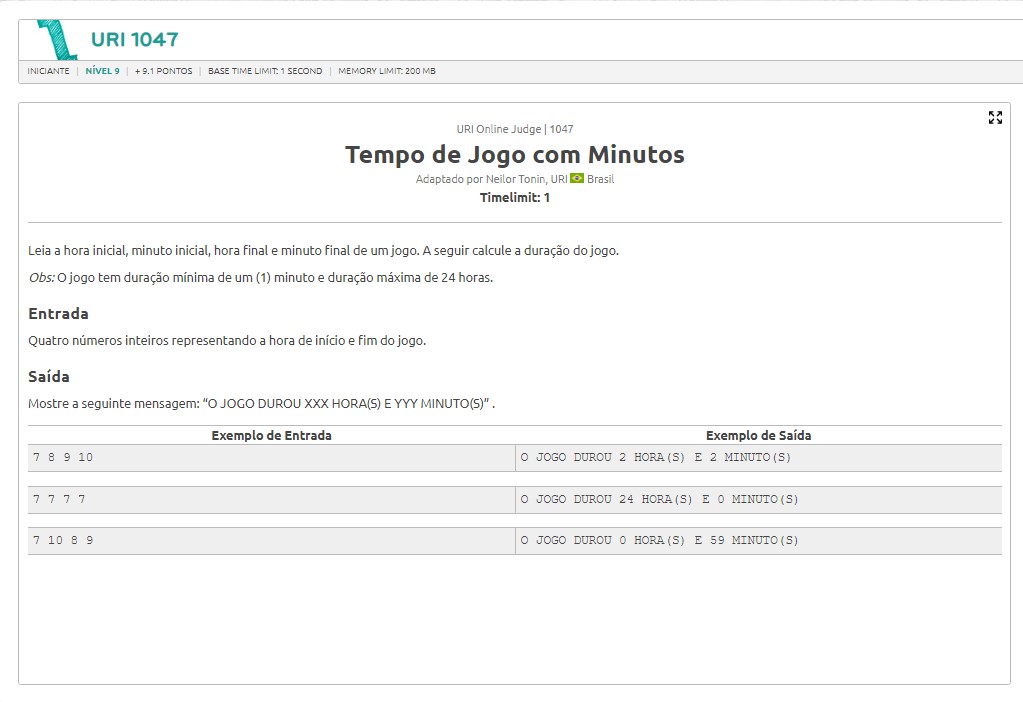 URI 1047
INICIANTE | NÍVEL 9 | + 9.1 PONTOS | BASE TIME LIMIT: 1 SECOND | MEMORY LIMIT: 200 MB
URI Online Judge | 1047
Tempo de Jogo com Minutos
Adaptado por Neilor Tonin, URI Brasil
Timelimit: 1
Leia a hora inicial, minuto inicial, hora final e minuto final de um jogo. A seguir calcule a duração do jogo.
Obs: O jogo tem duração mínima de um (1) minuto e duração máxima de 24 horas.
Entrada
Quatro números inteiros representando a hora de início e fim do jogo.
Saída
Mostre a seguinte mensagem: “O JOGO DUROU XXX HORA(S) E YYY MINUTO(S)” .
Exemplo de Entrada Exemplo de Saída
7 8 9 10 O JOGO DUROU 2 HORA(S) E 2 MINUTO(S)
7 7 7 7 O JOGO DUROU 24 HORA(S) E 0 MINUTO(S)
7 10 8 9 O JOGO DUROU 0 HORA(S) E 59 MINUTO(S)